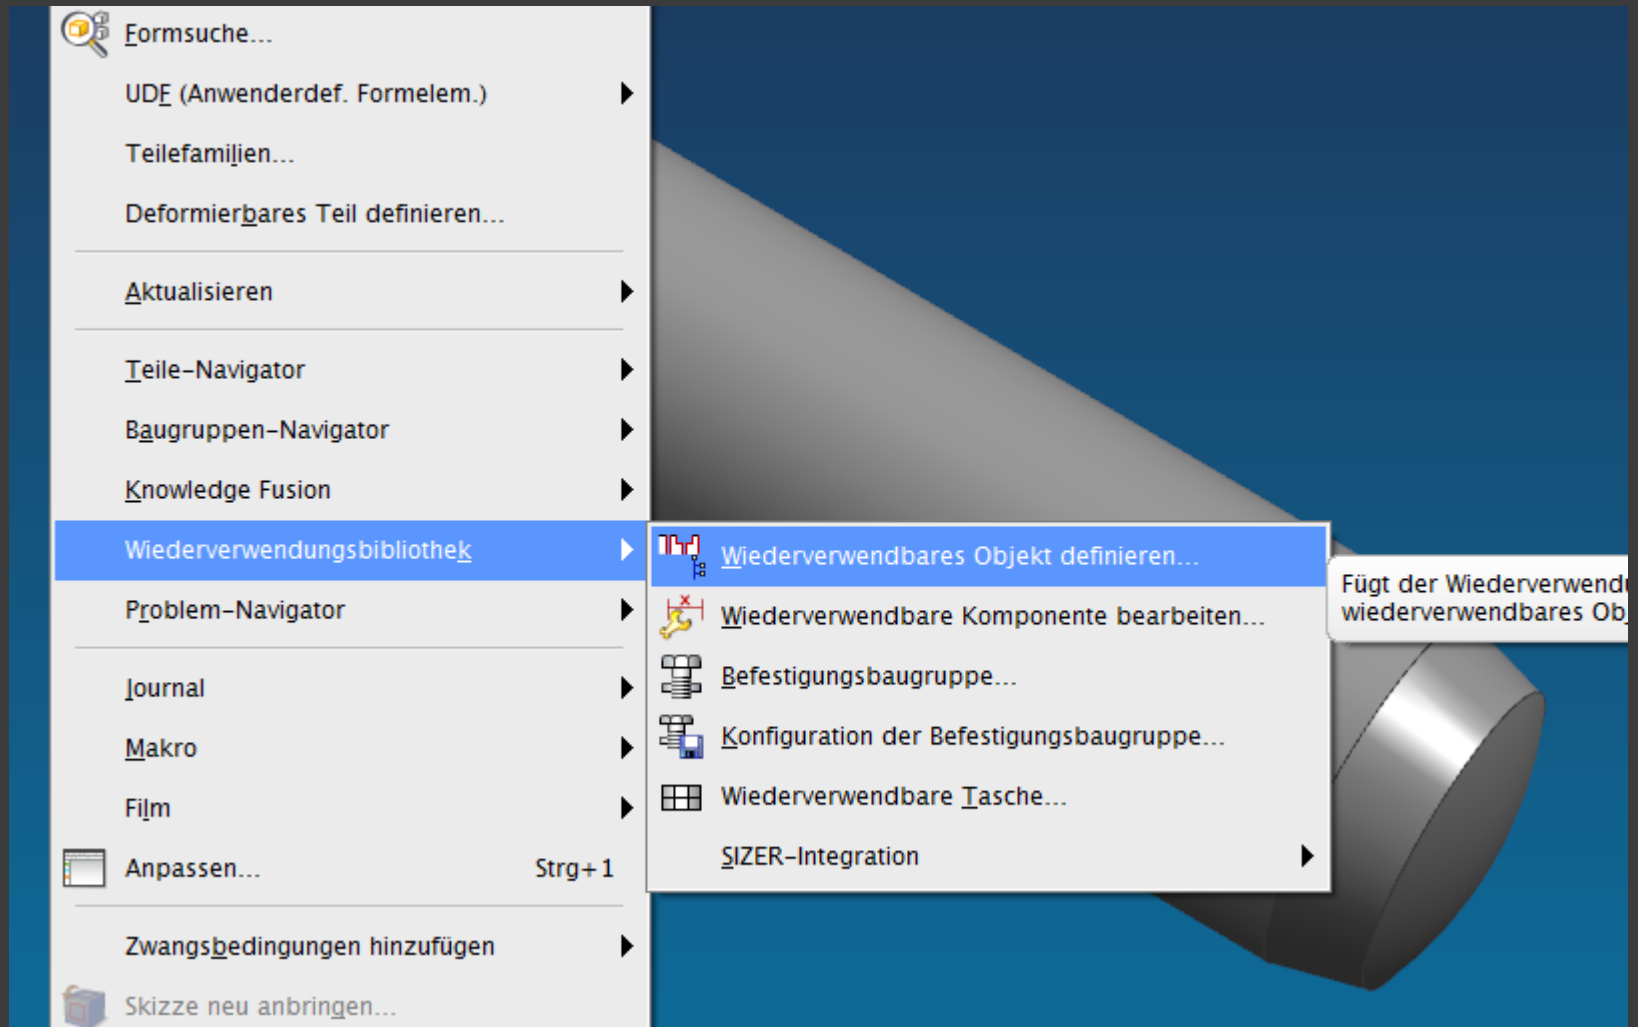 Formsuche...
UDF (Anwenderdef. Formelem.)
Teilefamilien...
Deformierbares Teil definieren...
Aktualisieren
Teile-Navigator
Baugruppen-Navigator
Knowledge Fusion
Wiederverwendungsbibliothek
Wiederverwendbares Objekt definieren...
Fügt der Wiederverwend
wiederverwendbares Obj
Wiederverwendbare Komponente bearbeiten...
Problem-Navigator
Befestigungsbaugruppe...
Journal
Konfiguration der Befestigungsbaugruppe...
Makro
Wiederverwendbare Tasche...
Film
SIZER-Integration
Anpassen... Strg+1
Zwangsbedingungen hinzufügen
Skizze neu anbringen...